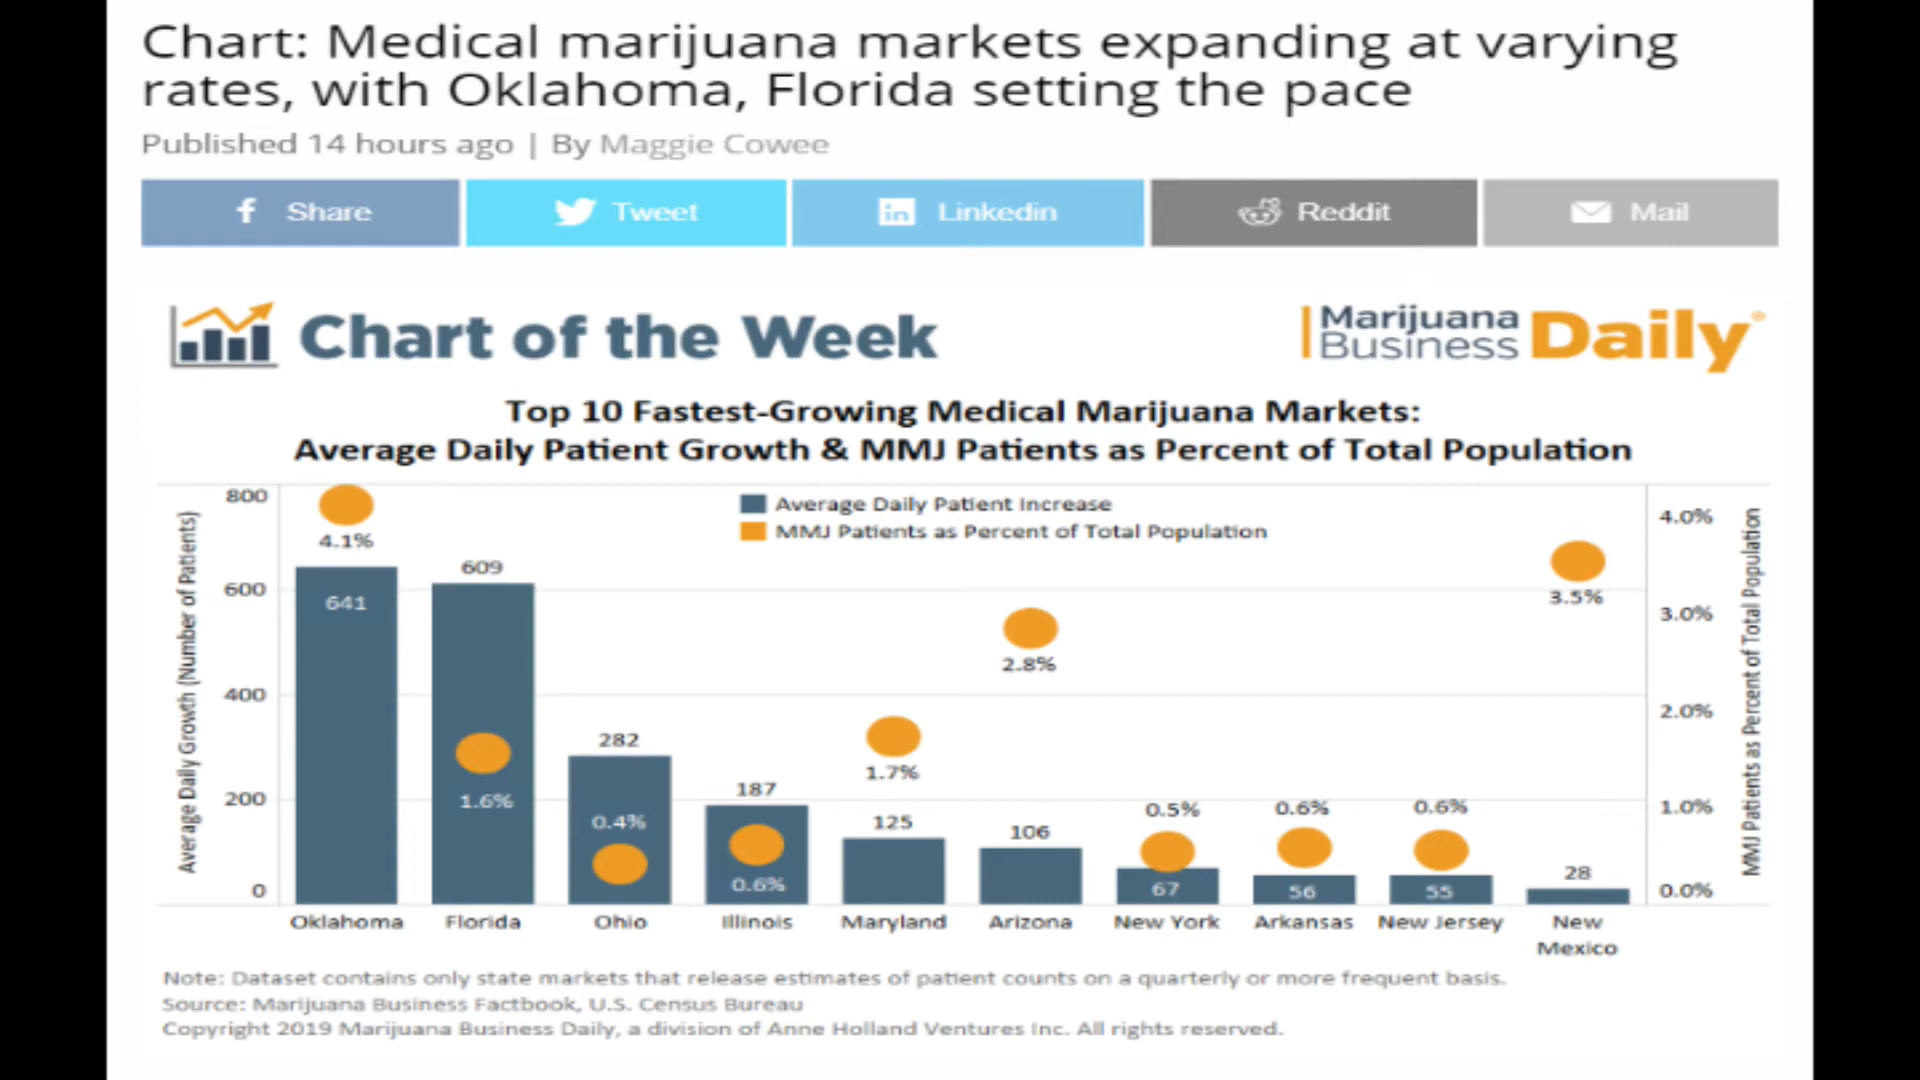 Chart: Medical marijuana markets expanding at varying
rates, with Oklahoma, Florida setting the pace
Published 14 hours ago | By Maggie Cowee
Share
Tweet
Linkedin
Reddit
Mail
Chart of the Week
Marijuana
Business
Daily
Top 10 Fastest-Growing Medical Marijuana Markets:
Average Daily Patient Growth & MMJ Patients as Percent of Total Population
Average Daily Patient Increase
MMJ Patients as Percent of Total Population
Average Daily Growth (Number of Patients)
800
600
400
200
0
4.1%
641
609
1.6%
282
0.4%
187
0.6%
1.7%
125
2.8%
106
0.5%
67
0.6%
56
0.6%
55
3.5%
28
4.0%
3.0%
2.0%
1.0%
0.0%
MMJ Patients as Percent of Total Population
Oklahoma
Florida
Ohio
Illinois
Maryland
Arizona
New York
Arkansas
New Jersey
New
Mexico
Note: Dataset contains only state markets that release estimates of patient counts on a quarterly or more frequent basis.
Source: Marijuana Business Factbook, U.S. Census Bureau
Copyright 2019 Marijuana Business Daily, a division of Anne Holland Ventures Inc. All rights reserved.